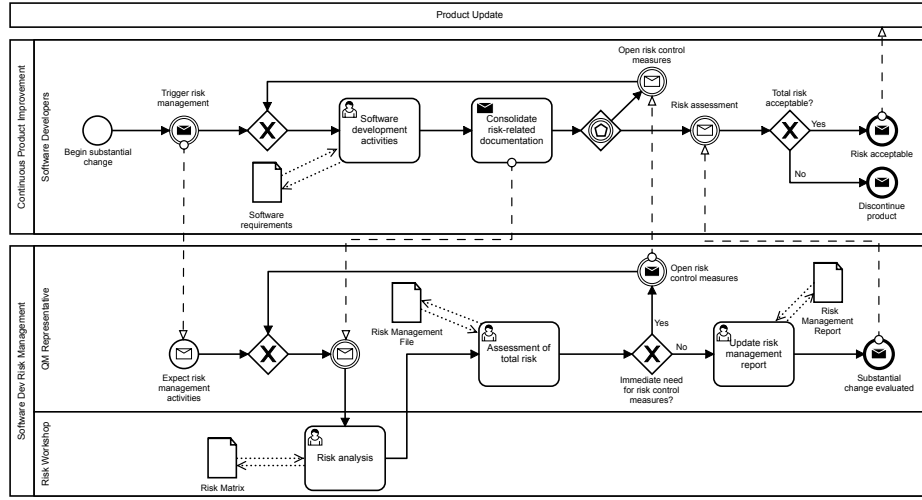 Product Update
Continuous Product Improvement
Software Developers
Begin substantial
change
Trigger risk
management
Software
requirements
Software
development
activities
Consolidate
risk-related
documentation
Open risk control
measures
Risk assessment
Total risk
acceptable?
Yes
No
Risk acceptable
Discontinue
product
Software Dev Risk Management
QM Representative
Expect risk
management
activities
Risk Management
File
Assessment of
total risk
Open risk
control measures
Yes
No
Immediate need
for risk control
measures?
Update risk
management
report
Risk
Management
Report
Substantial
change evaluated
Risk Workshop
Risk Matrix
Risk analysis